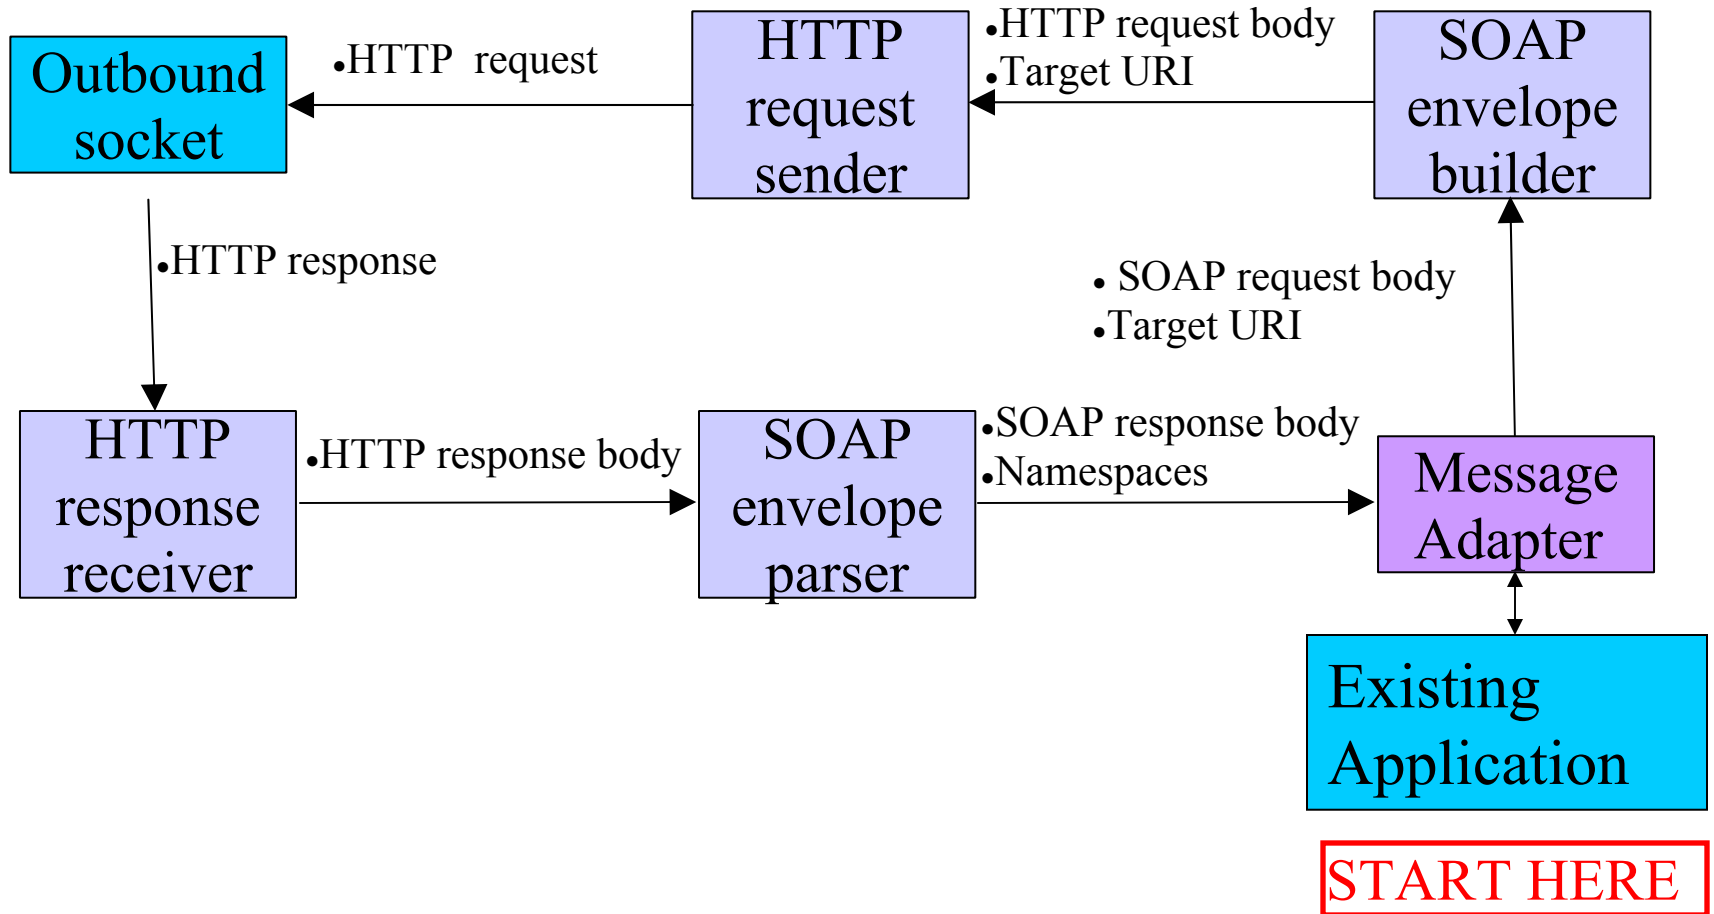 Outbound
socket
•HTTP  request
HTTP
request
sender
•HTTP request body
•Target URI
SOAP
envelope
builder
•HTTP response
• SOAP request body
•Target URI
HTTP
response
receiver
•HTTP response body
SOAP
envelope
parser
•SOAP response body
•Namespaces
Message
Adapter
Existing
Application
START HERE